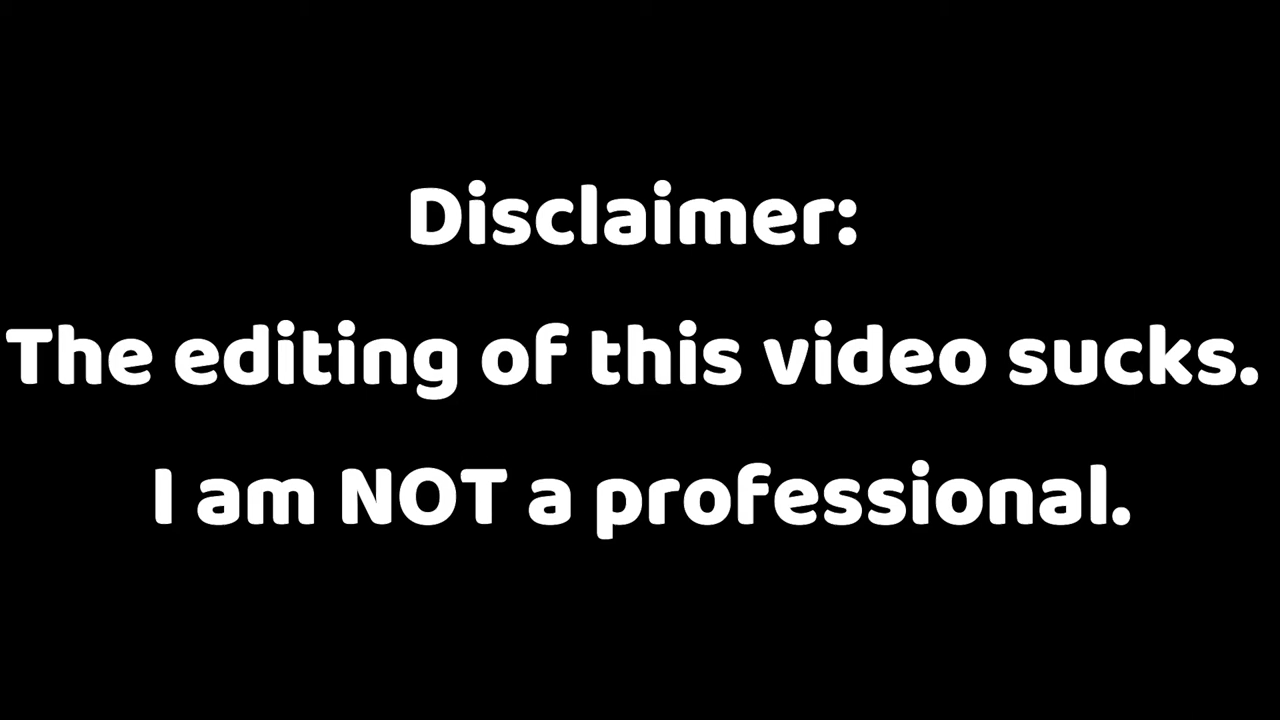 Disclaimer:
The editing of this video sucks.
I am NOT a professional.